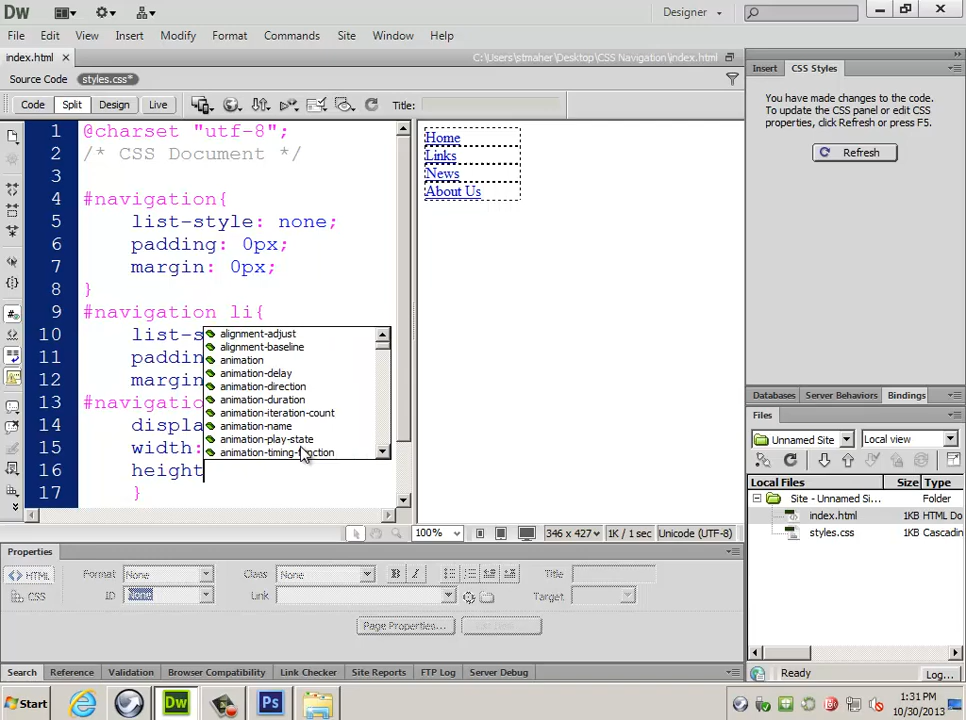 Dw
Designer
File Edit View Insert Modify Format Commands Site Window Help
index.html
C:\Users\stmaher\Desktop\CSS Navigation\index.html
Source Code styles.css*
Code Split Design Live Title:
1 @charset "utf-8";
2 /* CSS Document */
3
4 #navigation{
5 list-style: none;
6 padding: 0px;
7 margin: 0px;
8 }
9 #navigation li{
10 list-s
11 paddin
12 margin
13 #navigatio
14 displa
15 width:
16 height
17 }
alignment-adjust
alignment-baseline
animation
animation-delay
animation-direction
animation-duration
animation-iteration-count
animation-name
animation-play-state
animation-timing-function
Home
Links
News
About Us
100% 346 x 427 1K / 1 sec Unicode (UTF-8)
Insert CSS Styles
You have made changes to the code.
To update the CSS panel or edit CSS
properties, click Refresh or press F5.
Refresh
Databases Server Behaviors Bindings
Files
Unnamed Site Local view
Local Files Size Type
Site - Unnamed Si... Folder
index.html 1KB HTML Do
styles.css 1KB Cascadin
Ready Log...
Properties
HTML Format None Class None B I Title
CSS ID None Link Target
Page Properties...
Search Reference Validation Browser Compatibility Link Checker Site Reports FTP Log Server Debug
Start Dw Ps
1:31 PM
10/30/2013